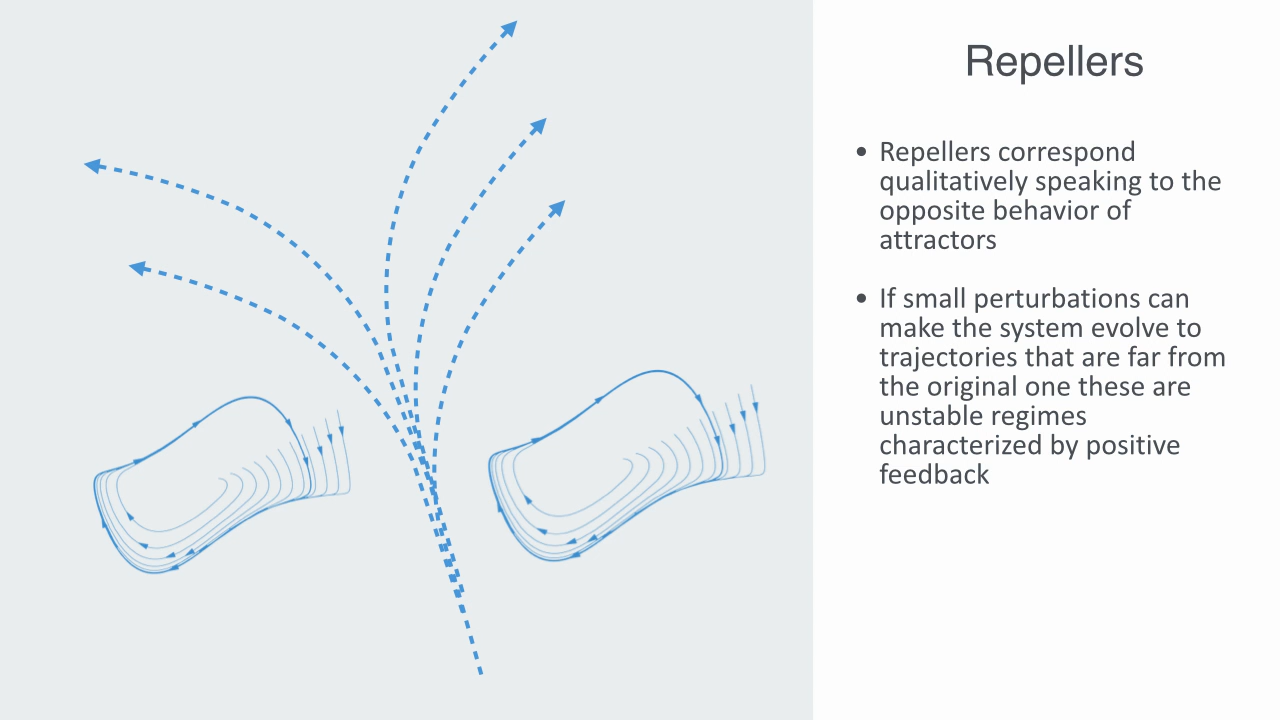 Repellers
• Repellers correspond
qualitatively speaking to the
opposite behavior of
attractors
• If small perturbations can
make the system evolve to
trajectories that are far from
the original one these are
unstable regimes
characterized by positive
feedback